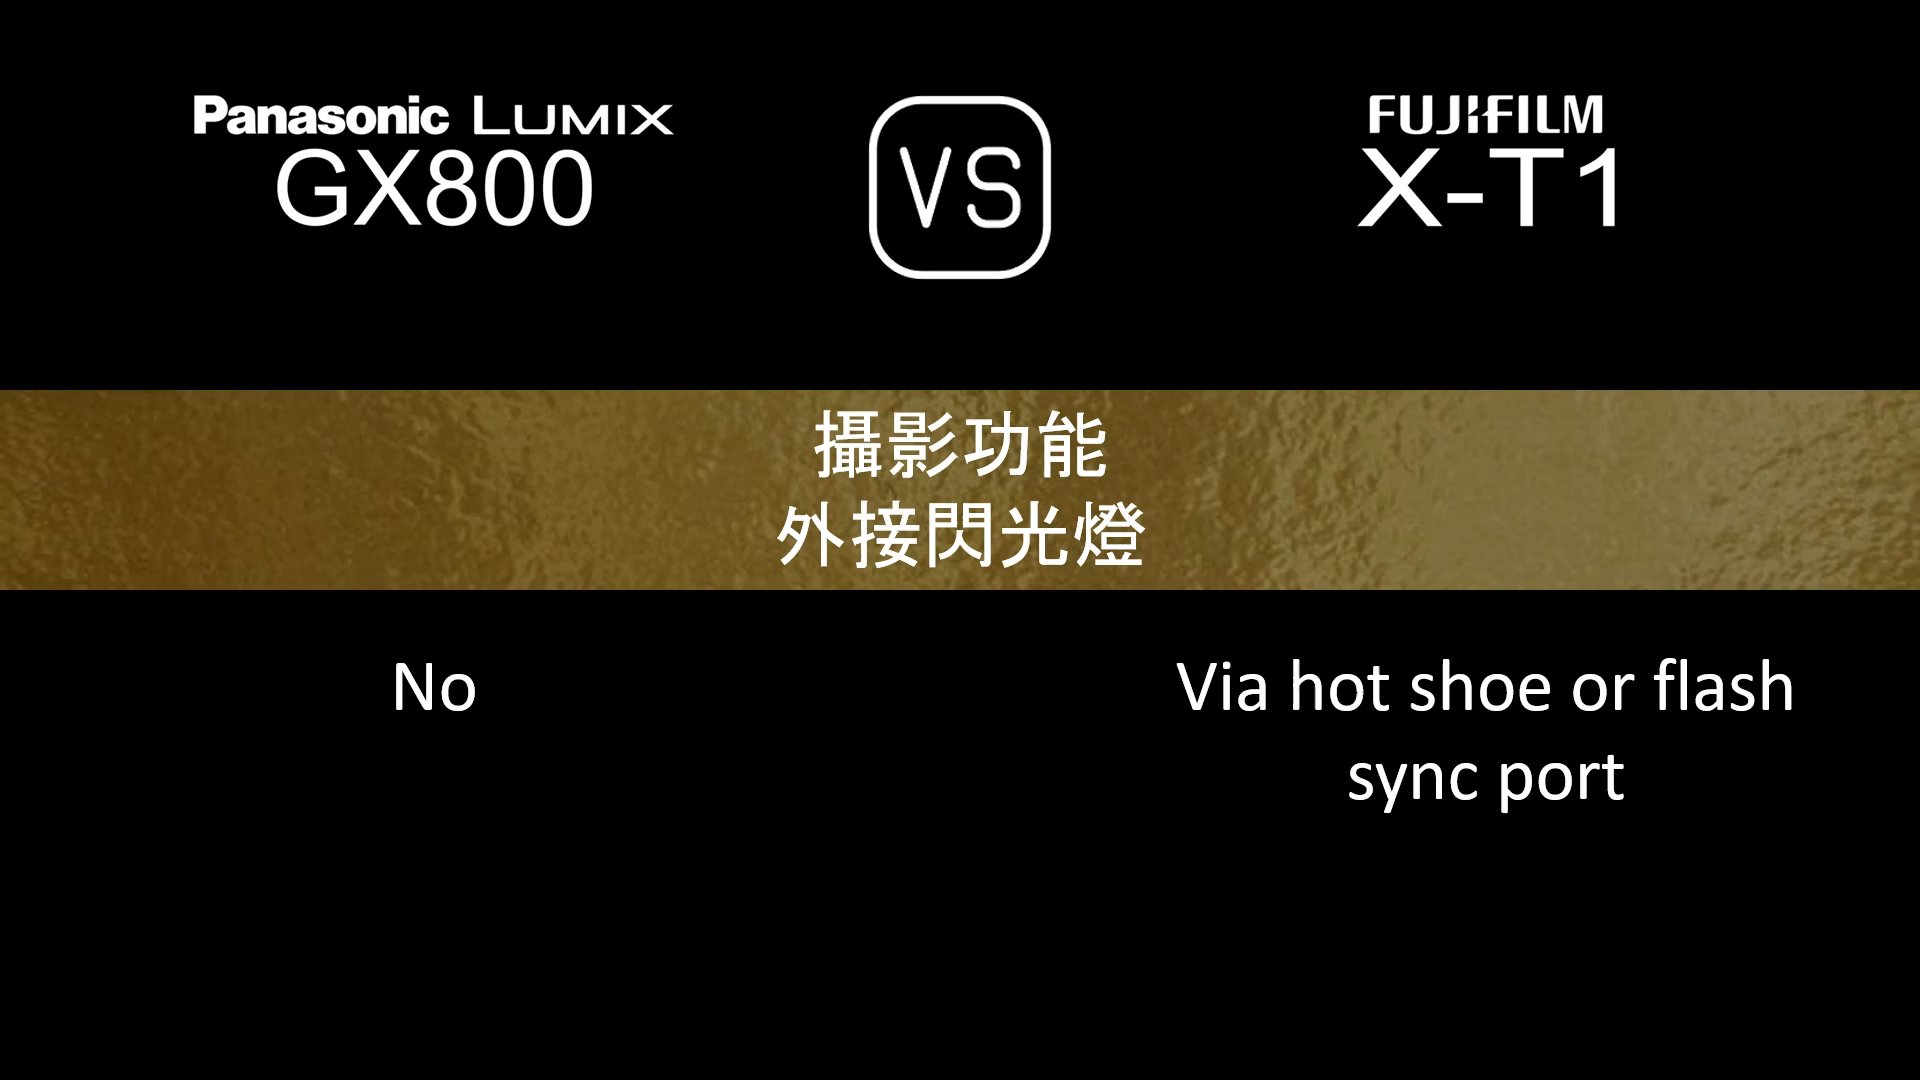 Panasonic LUMIX
GX800
VS
FUJIFILM
X-T1
攝影功能
外接閃光燈
No
Via hot shoe or flash
sync port